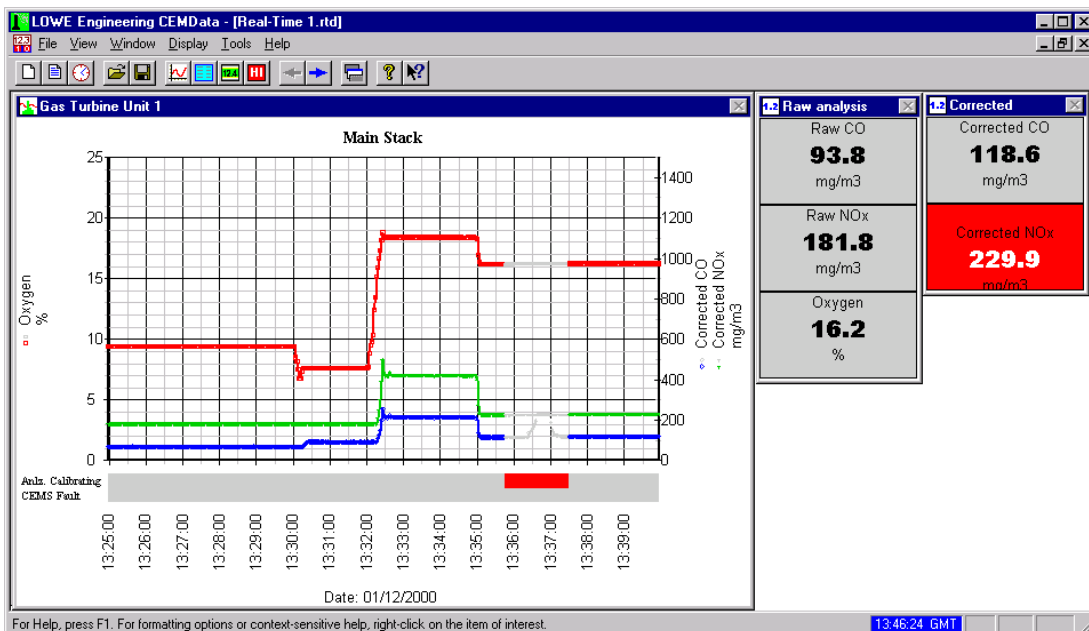 LOWE Engineering CEMData - [Real-Time 1.rtd]
File View Window Display Tools Help
12.4 HI
Gas Turbine Unit 1
Main Stack
25
20
15
10
5
0
Oxygen
%
1400
1200
1000
800
600
400
200
0
Corrected CO
Corrected NOx
mg/m3
Anlz. Calibrating
CEMS Fault
13:25:00
13:26:00
13:27:00
13:28:00
13:29:00
13:30:00
13:31:00
13:32:00
13:33:00
13:34:00
13:35:00
13:36:00
13:37:00
13:38:00
13:39:00
Date: 01/12/2000
1.2 Raw analysis
Raw CO
93.8
mg/m3
Raw NOx
181.8
mg/m3
Oxygen
16.2
%
1.2 Corrected
Corrected CO
118.6
mg/m3
Corrected NOx
229.9
mg/m3
For Help, press F1. For formatting options or context-sensitive help, right-click on the item of interest.
13:46:24 GMT